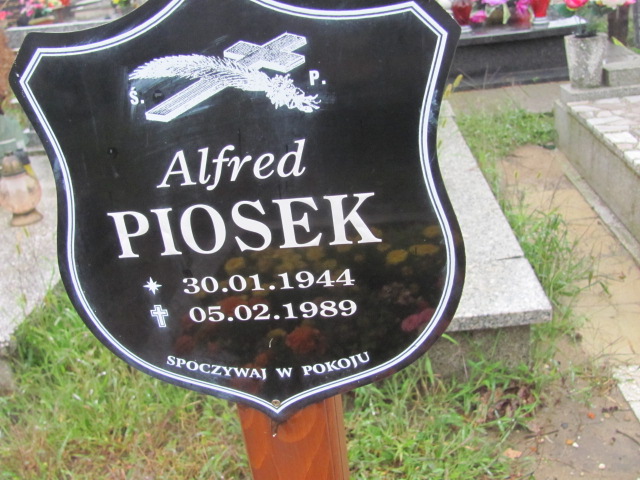 Ś. P.
Alfred
PIOSEK
30.01.1944
05.02.1989
SPOCZYWAJ W POKOJU